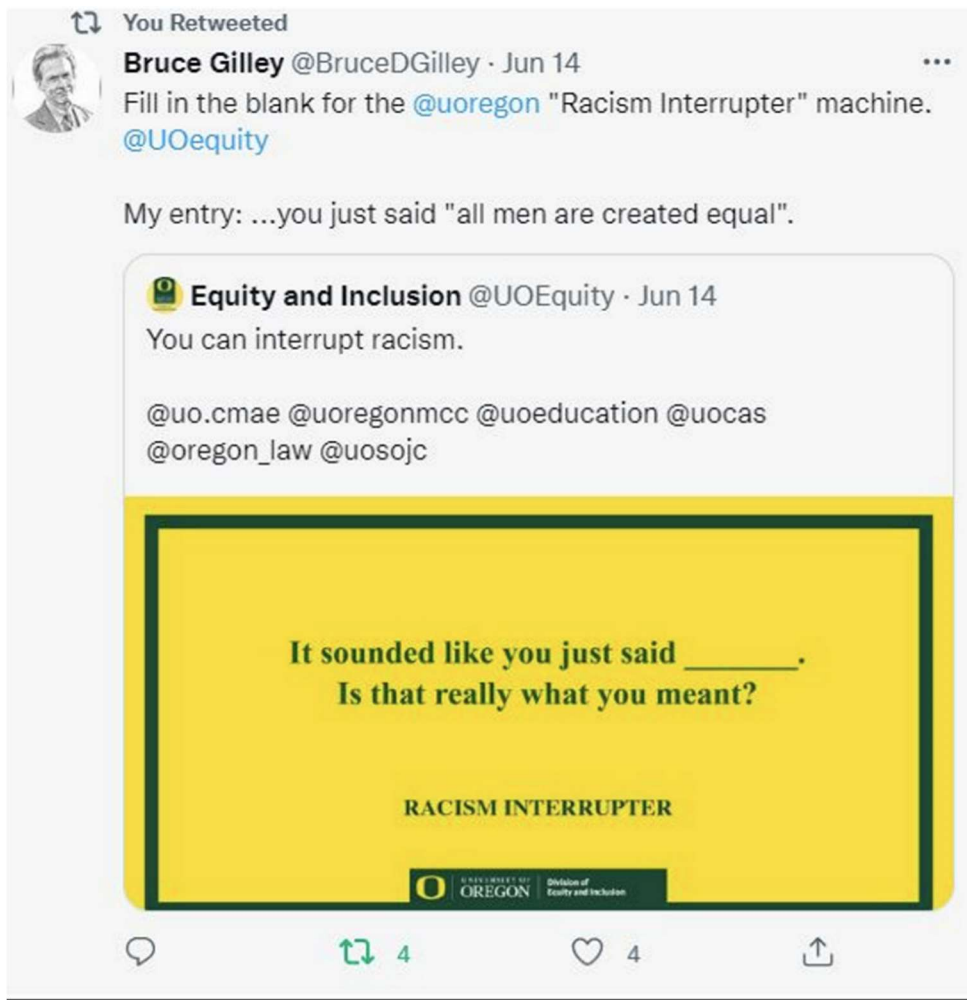 You Retweeted
Bruce Gilley @BruceDGilley · Jun 14
Fill in the blank for the @uoregon "Racism Interrupter" machine.
@UOequity
My entry: ...you just said "all men are created equal".
Equity and Inclusion @UOEquity · Jun 14
You can interrupt racism.
@uo.cmae @uoregonmcc @uoeducation @uocas
@oregon_law @uosojc
It sounded like you just said ______.
Is that really what you meant?
RACISM INTERRUPTER
UNIVERSITY OF
OREGON
Division of
Equity and Inclusion
4
4